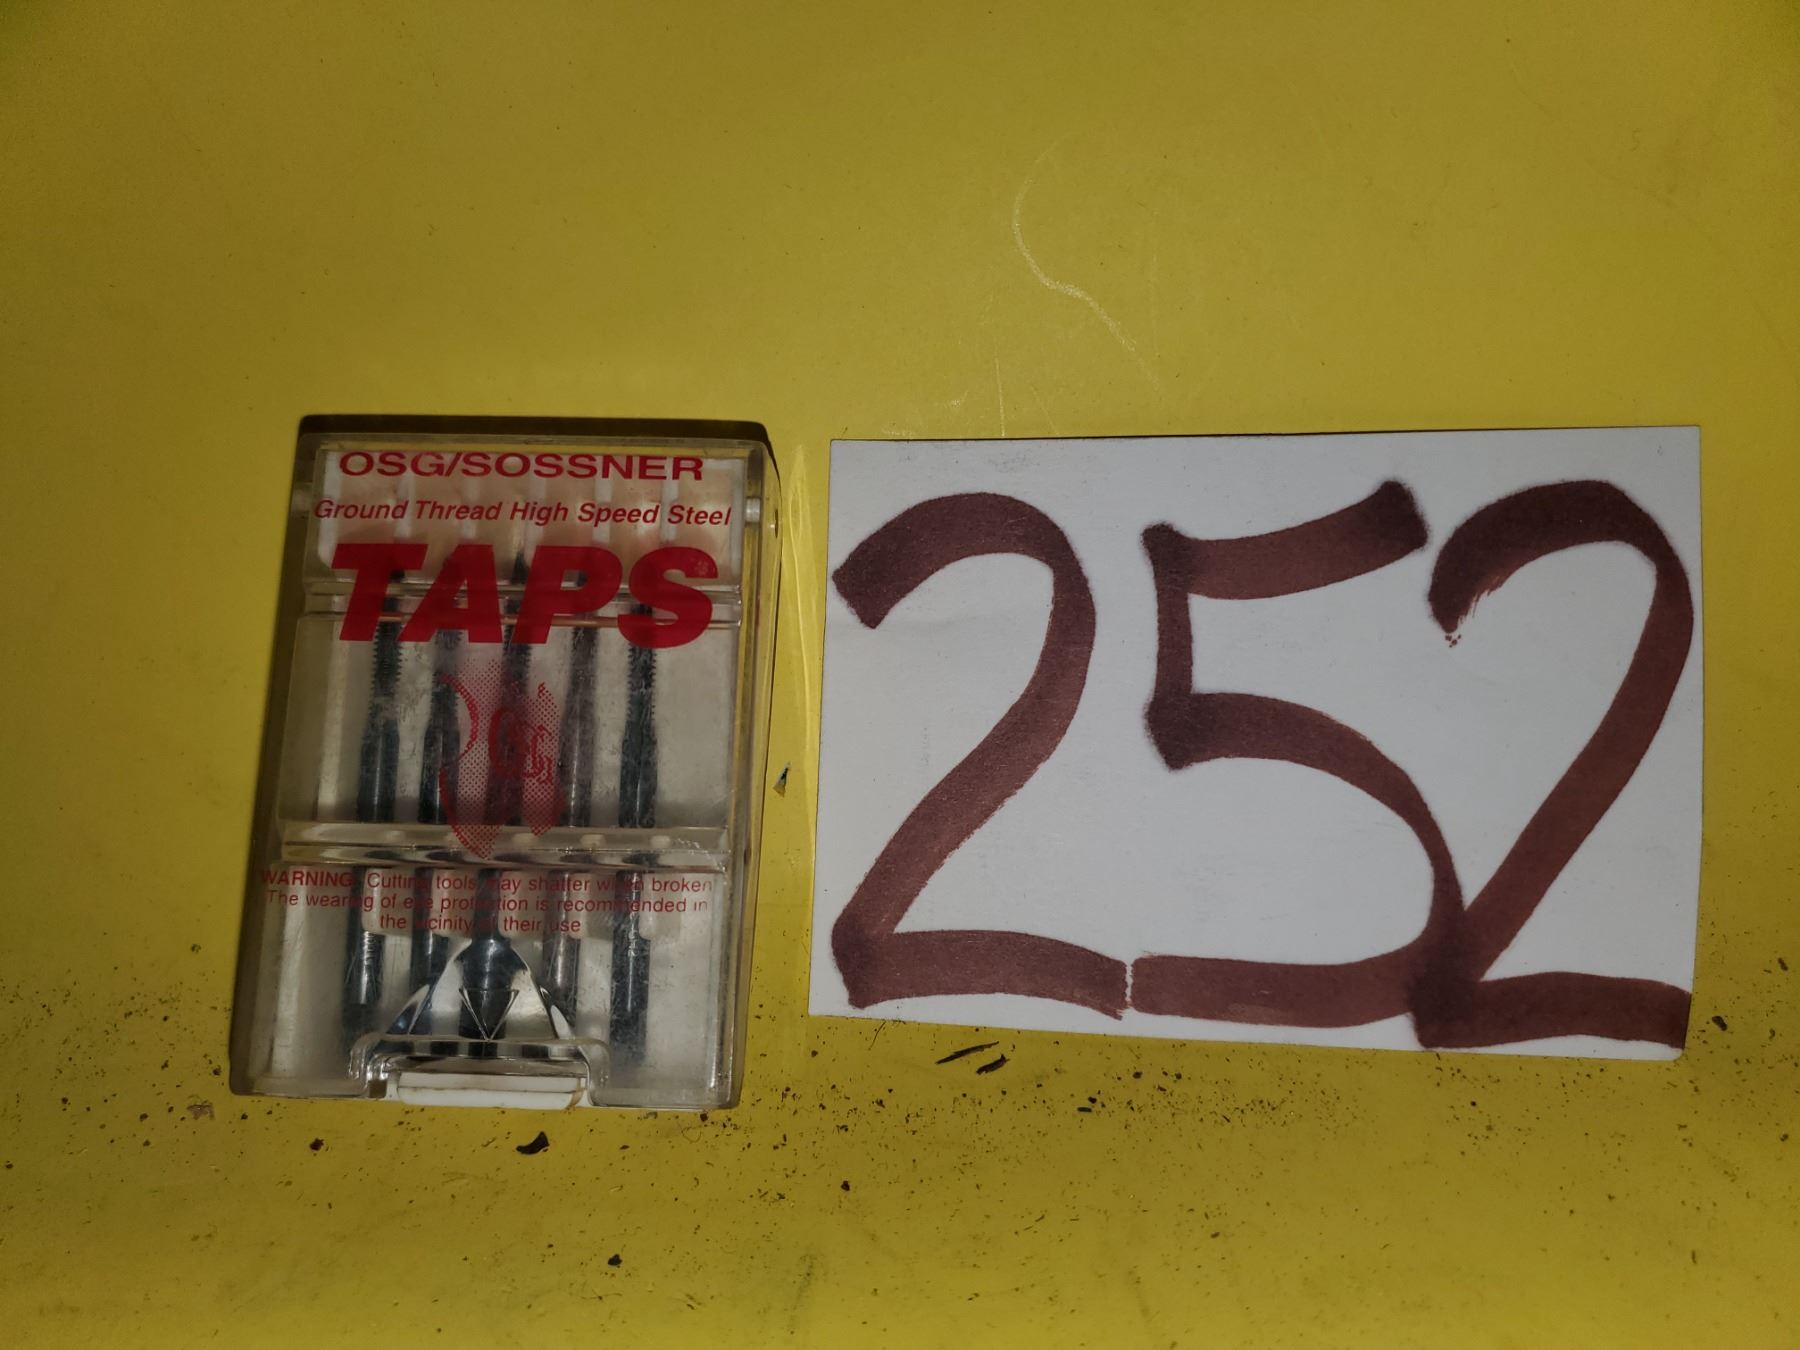 OSG/SOSSNER
Ground Thread High Speed Steel
TAPS
OSG
WARNING: Cutting tools may shatter when broken
The wearing of eye protection is recommended in
the vicinity of their use
252